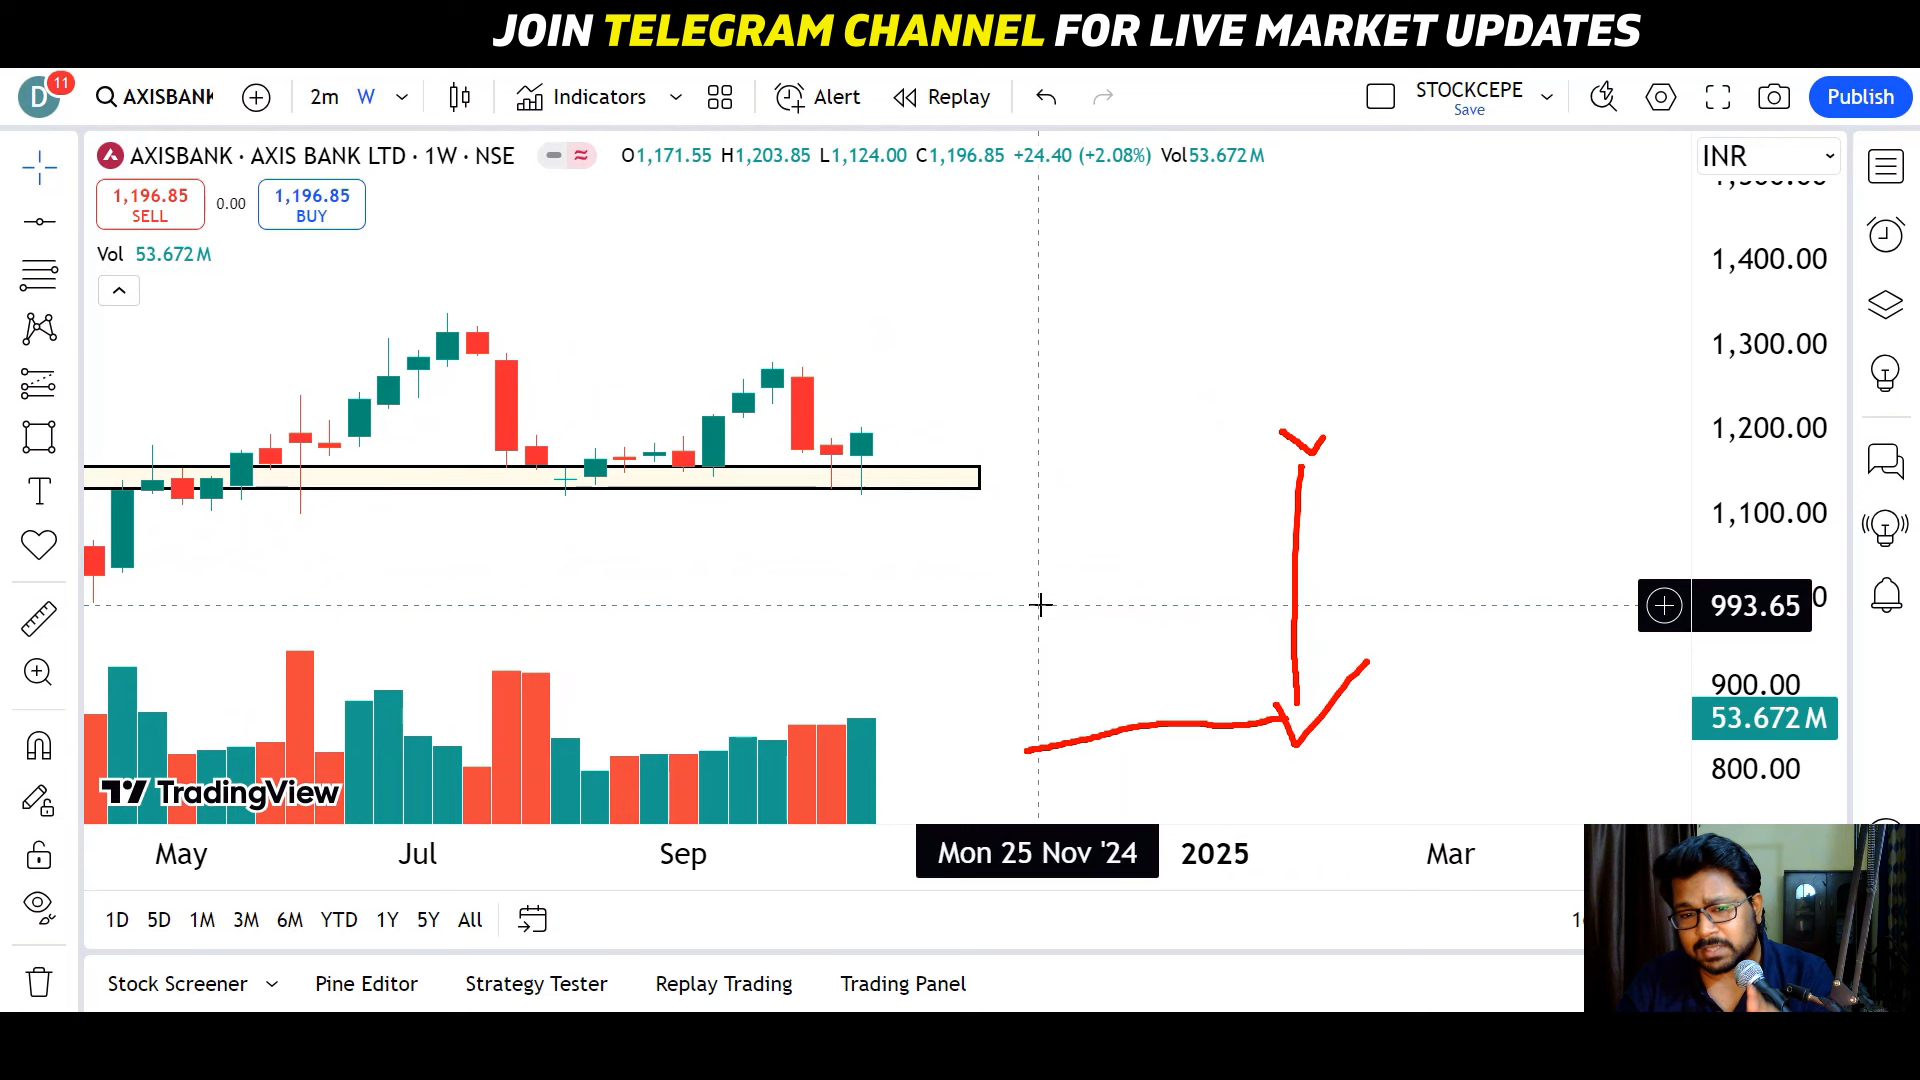 JOIN TELEGRAM CHANNEL FOR LIVE MARKET UPDATES
D 11 AXISBANK 2m W Indicators Alert Replay STOCKCEPE Save Publish
AXISBANK · AXIS BANK LTD · 1W · NSE O1,171.55 H1,203.85 L1,124.00 C1,196.85 +24.40 (+2.08%) Vol53.672M INR
1,196.85 SELL 0.00 1,196.85 BUY
Vol 53.672M
1,400.00
1,300.00
1,200.00
1,100.00
993.65
900.00
53.672M
800.00
TradingView
May Jul Sep Mon 25 Nov '24 2025 Mar
1D 5D 1M 3M 6M YTD 1Y 5Y All
Stock Screener Pine Editor Strategy Tester Replay Trading Trading Panel